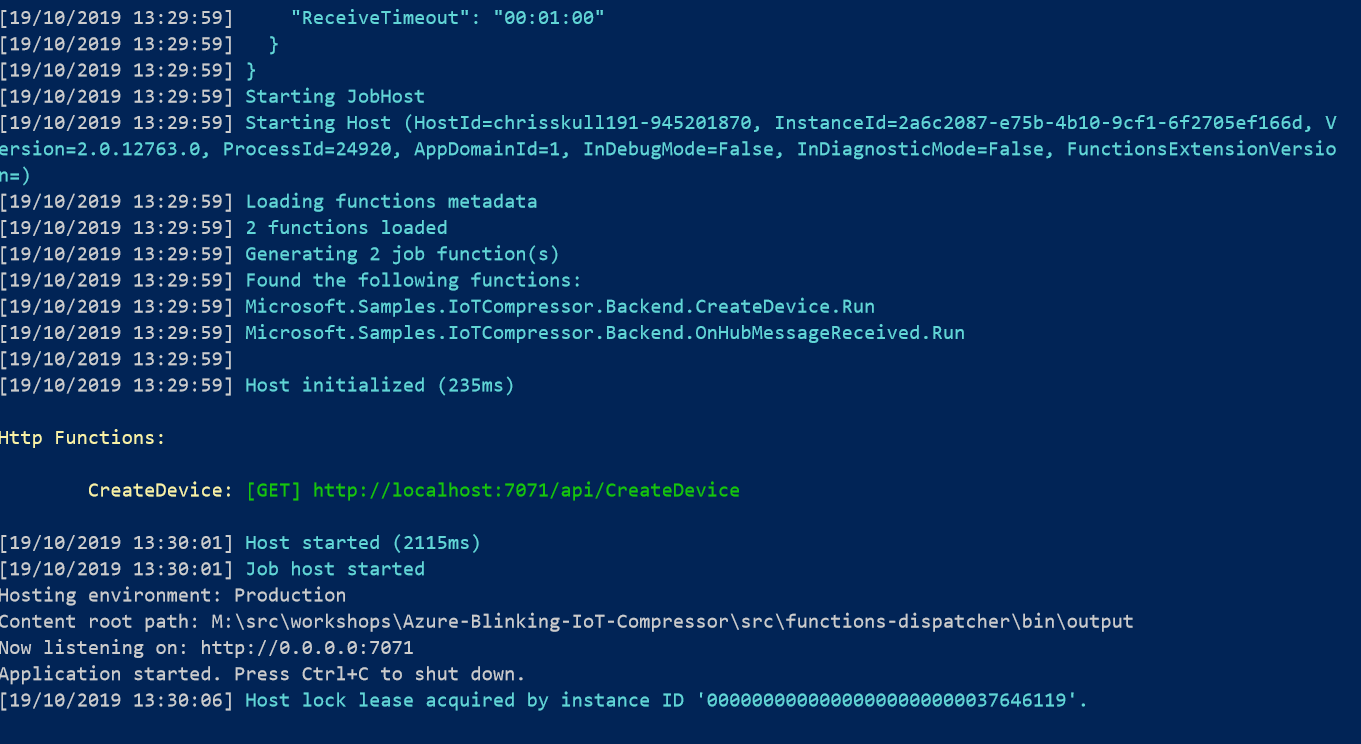 [19/10/2019 13:29:59]     "ReceiveTimeout": "00:01:00"
[19/10/2019 13:29:59]   }
[19/10/2019 13:29:59] }
[19/10/2019 13:29:59] Starting JobHost
[19/10/2019 13:29:59] Starting Host (HostId=chrisskull191-945201870, InstanceId=2a6c2087-e75b-4b10-9cf1-6f2705ef166d, V
ersion=2.0.12763.0, ProcessId=24920, AppDomainId=1, InDebugMode=False, InDiagnosticMode=False, FunctionsExtensionVersio
n=)
[19/10/2019 13:29:59] Loading functions metadata
[19/10/2019 13:29:59] 2 functions loaded
[19/10/2019 13:29:59] Generating 2 job function(s)
[19/10/2019 13:29:59] Found the following functions:
[19/10/2019 13:29:59] Microsoft.Samples.IoTCompressor.Backend.CreateDevice.Run
[19/10/2019 13:29:59] Microsoft.Samples.IoTCompressor.Backend.OnHubMessageReceived.Run
[19/10/2019 13:29:59]
[19/10/2019 13:29:59] Host initialized (235ms)
Http Functions:
        CreateDevice: [GET] http://localhost:7071/api/CreateDevice
[19/10/2019 13:30:01] Host started (2115ms)
[19/10/2019 13:30:01] Job host started
Hosting environment: Production
Content root path: M:\src\workshops\Azure-Blinking-IoT-Compressor\src\functions-dispatcher\bin\output
Now listening on: http://0.0.0.0:7071
Application started. Press Ctrl+C to shut down.
[19/10/2019 13:30:06] Host lock lease acquired by instance ID '00000000000000000000000037646119'.